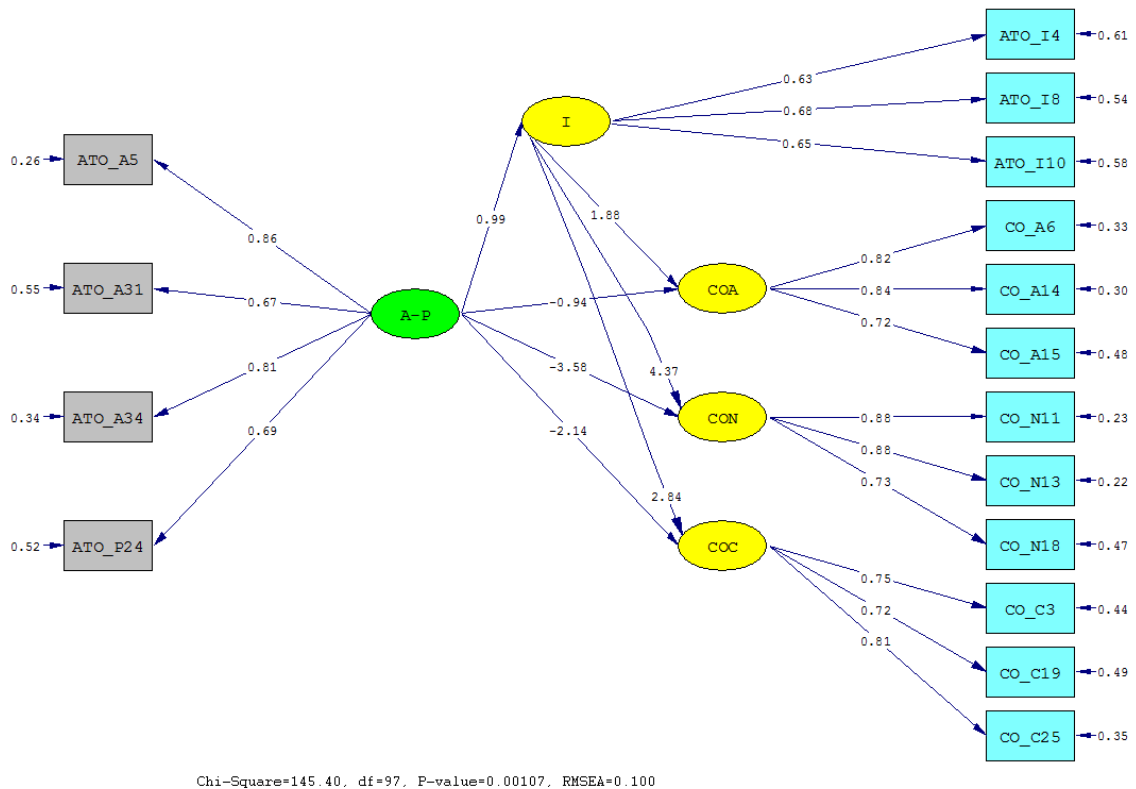 ATO_I4
0.61
0.63
ATO_I8
0.54
0.68
I
0.65
ATO_I10
0.58
0.26
ATO_A5
CO_A6
0.33
1.88
0.99
0.86
0.82
0.55
ATO_A31
0.67
A-P
-0.94
COA
0.84
CO_A14
0.30
0.72
CO_A15
0.48
0.81
-3.58
4.37
0.34
ATO_A34
CON
0.88
CO_N11
0.23
0.69
-2.14
0.88
CO_N13
0.22
0.73
2.84
0.52
ATO_P24
COC
CO_N18
0.47
0.75
CO_C3
0.44
0.72
0.81
CO_C19
0.49
CO_C25
0.35
Chi-Square=145.40, df=97, P-value=0.00107, RMSEA=0.100